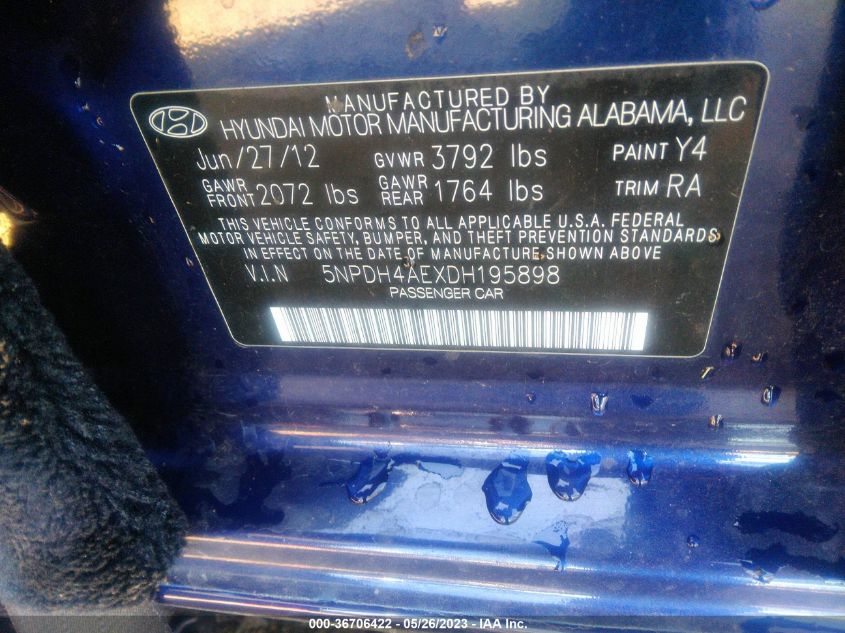 MANUFACTURED BY
HYUNDAI MOTOR MANUFACTURING ALABAMA, LLC
Jun/27/12 GVWR 3792 lbs PAINT Y4
GAWR FRONT 2072 lbs GAWR REAR 1764 lbs TRIM RA
THIS VEHICLE CONFORMS TO ALL APPLICABLE U.S.A. FEDERAL
MOTOR VEHICLE SAFETY, BUMPER, AND THEFT PREVENTION STANDARDS
IN EFFECT ON THE DATE OF MANUFACTURE SHOWN ABOVE.
V.I.N 5NPDH4AEXDH195898
PASSENGER CAR
000-36706422 - 05/26/2023 - IAA Inc.